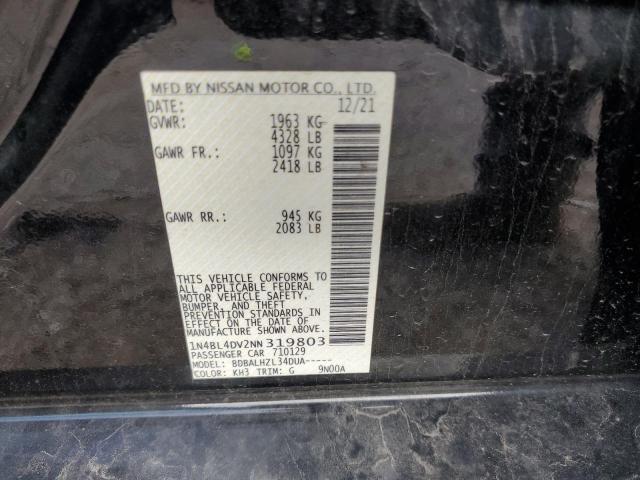 MFD BY NISSAN MOTOR CO., LTD.
DATE: 12/21
GVWR: 1963 KG
4328 LB
GAWR FR.: 1097 KG
2418 LB
GAWR RR.: 945 KG
2083 LB
THIS VEHICLE CONFORMS TO
ALL APPLICABLE FEDERAL
MOTOR VEHICLE SAFETY,
BUMPER, AND THEFT
PREVENTION STANDARDS IN
EFFECT ON THE DATE OF
MANUFACTURE SHOWN ABOVE.
1N4BL4DV2NN 319803
PASSENGER CAR 710129
MODEL: BDBALHZL34DUA-----
COLOR: KH3 TRIM: G 9N00A